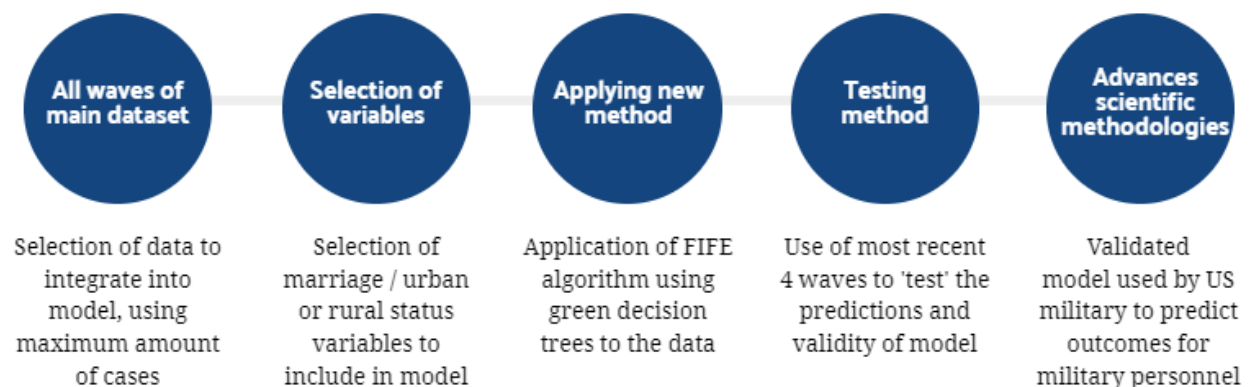 All waves of
main dataset
Selection of
variables
Applying new
method
Testing
method
Advances
scientific
methodologies
Selection of data to
integrate into
model, using
maximum amount
of cases
Selection of
marriage / urban
or rural status
variables to
include in model
Application of FIFE
algorithm using
green decision
trees to the data
Use of most recent
4 waves to 'test' the
predictions and
validity of model
Validated
model used by US
military to predict
outcomes for
military personnel